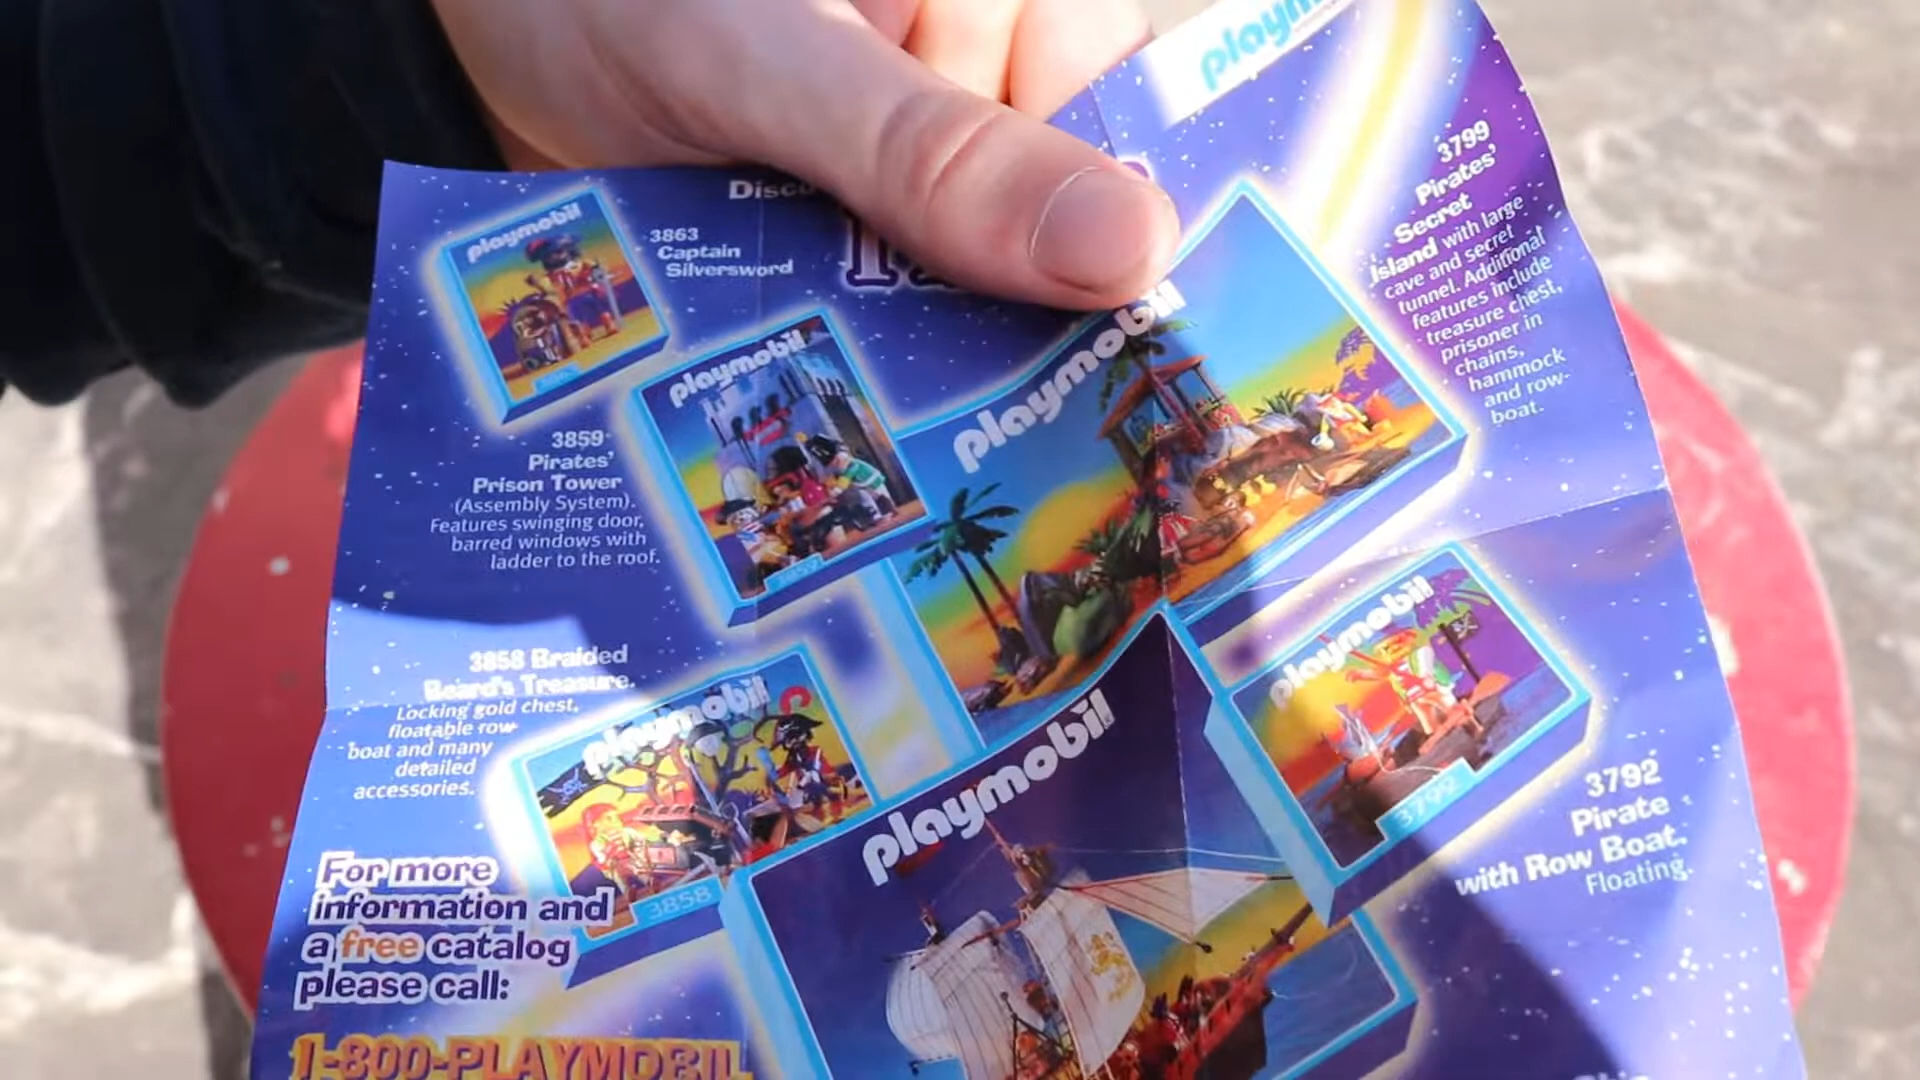 playm
Disco
playmobil
3863
Captain
Silversword
3799
Pirates'
Secret
Island with large
cave and secret
tunnel. Additional
features include
treasure chest,
prisoner in
chains,
hammock
and row-
boat.
playmobil
3859
playmobil
3859
Pirates'
Prison Tower
(Assembly System).
Features swinging door,
barred windows with
ladder to the roof.
playmobil
3858 Braided
Beard's Treasure.
Locking gold chest,
floatable row
boat and many
detailed
accessories.
playmobil
3858
playmobil
3792
3792
Pirate
with Row Boat.
Floating.
playmobil
For more
information and
a free catalog
please call:
1-800-PLAYMOBIL